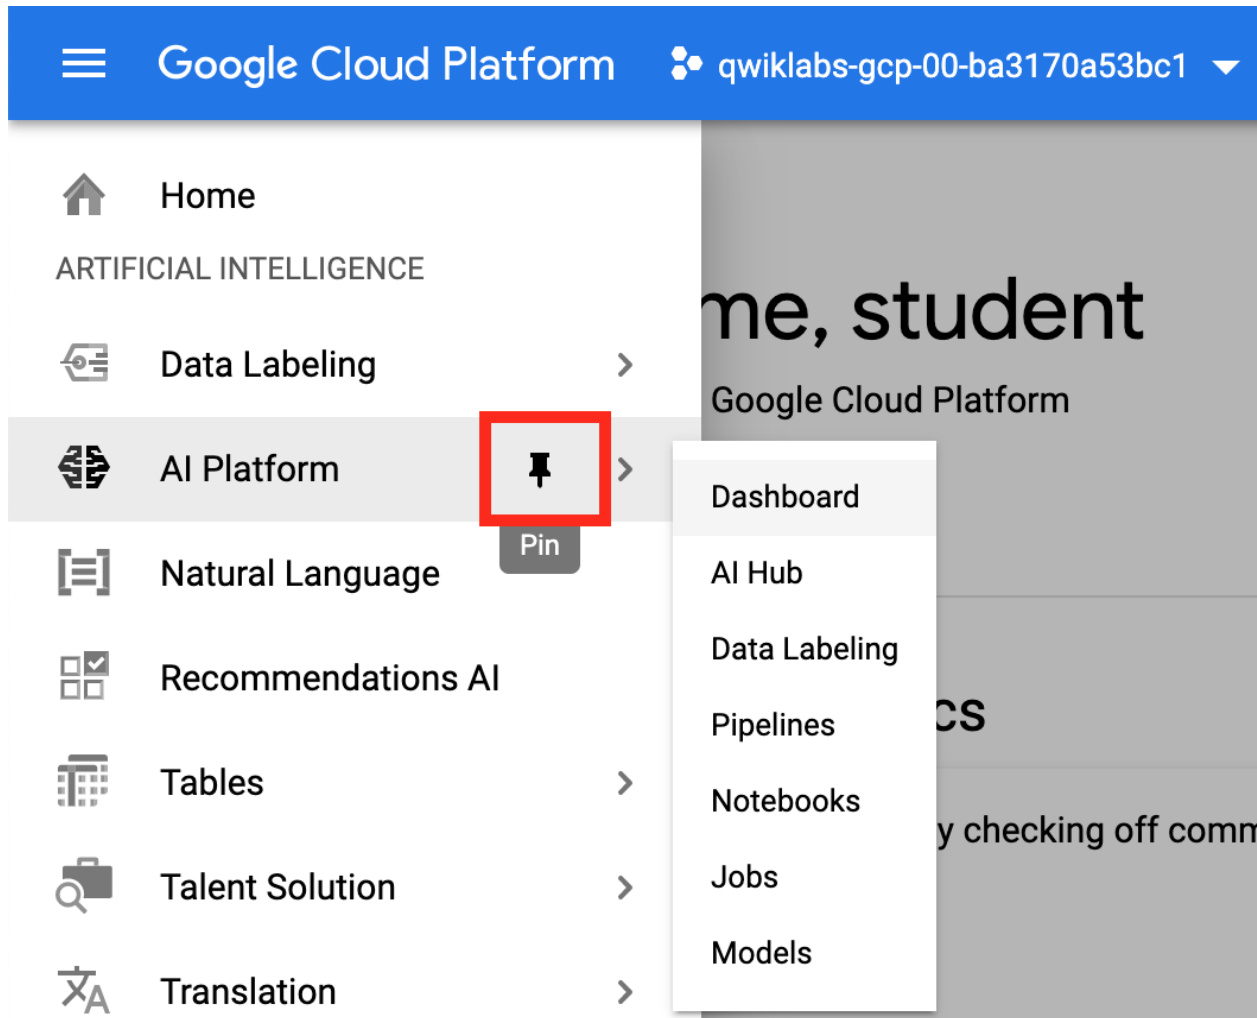 Google Cloud Platform
qwiklabs-gcp-00-ba3170a53bc1
Home
ARTIFICIAL INTELLIGENCE
Data Labeling
AI Platform
Pin
Natural Language
Recommendations AI
Tables
Talent Solution
Translation
Dashboard
AI Hub
Data Labeling
Pipelines
Notebooks
Jobs
Models
me, student
Google Cloud Platform
cs
y checking off comm